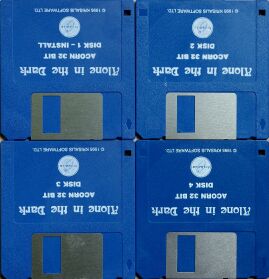 Alone in the Dark
ACORN 32 BIT
DISK 1 - INSTALL
© 1995 KRISALIS SOFTWARE LTD.
Alone in the Dark
ACORN 32 BIT
DISK 2
© 1995 KRISALIS SOFTWARE LTD.
Alone in the Dark
ACORN 32 BIT
DISK 3
© 1995 KRISALIS SOFTWARE LTD.
Alone in the Dark
ACORN 32 BIT
DISK 4
© 1995 KRISALIS SOFTWARE LTD.